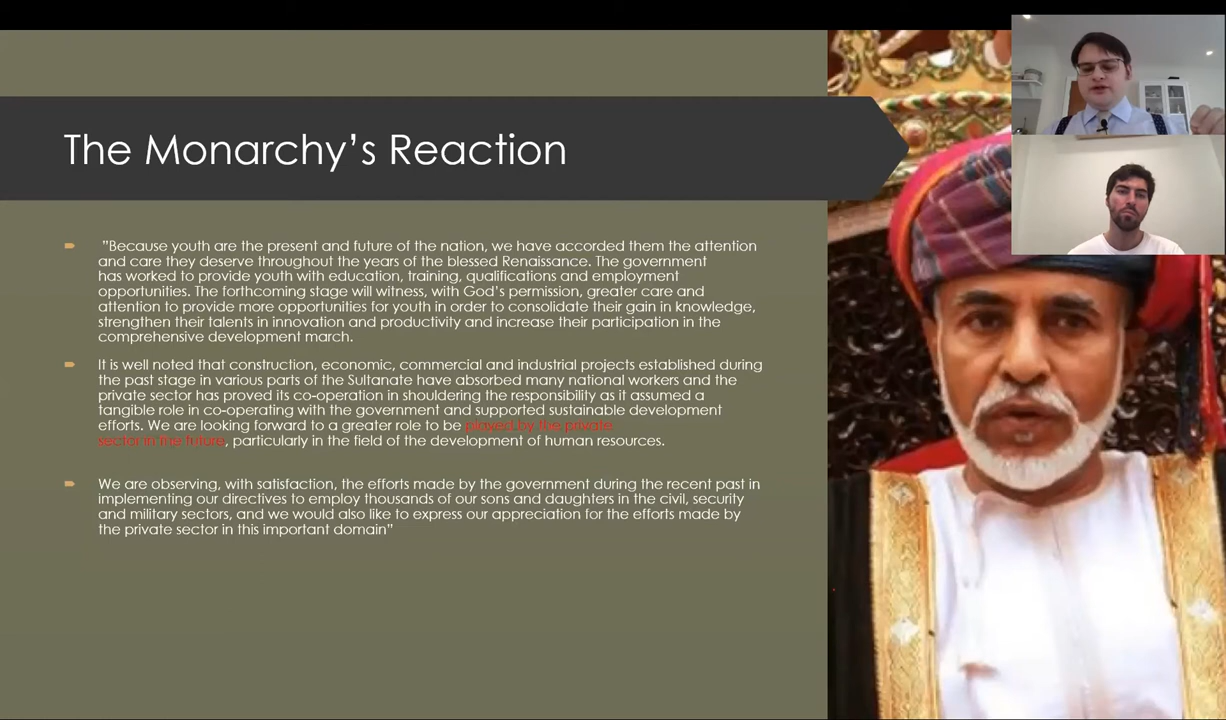 The Monarchy's Reaction
"Because youth are the present and future of the nation, we have accorded them the attention
and care they deserve throughout the years of the blessed Renaissance. The government
has worked to provide youth with education, training, qualifications and employment
opportunities. The forthcoming stage will witness, with God's permission, greater care and
attention to provide more opportunities for youth in order to consolidate their gain in knowledge,
strengthen their talents in innovation and productivity and increase their participation in the
comprehensive development march.
It is well noted that construction, economic, commercial and industrial projects established during
the past stage in various parts of the Sultanate have absorbed many national workers and the
private sector has proved its co-operation in shouldering the responsibility as it assumed a
tangible role in co-operating with the government and supported sustainable development
efforts. We are looking forward to a greater role to be played by the private
sector in the future, particularly in the field of the development of human resources.
We are observing, with satisfaction, the efforts made by the government during the recent past in
implementing our directives to employ thousands of our sons and daughters in the civil, security
and military sectors, and we would also like to express our appreciation for the efforts made by
the private sector in this important domain"